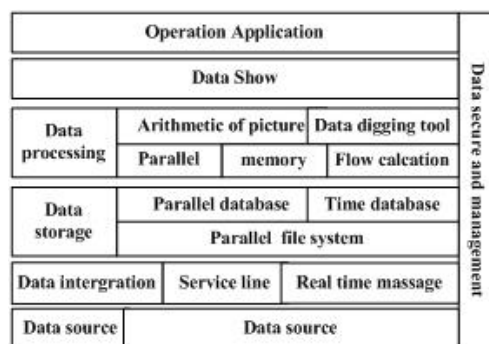 Operation Application
Data Show
Data processing
Arithmetic of picture
Data digging tool
Parallel
memory
Flow calcation
Data storage
Parallel database
Time database
Parallel file system
Data intergration
Service line
Real time massage
Data source
Data source
Data secure and management